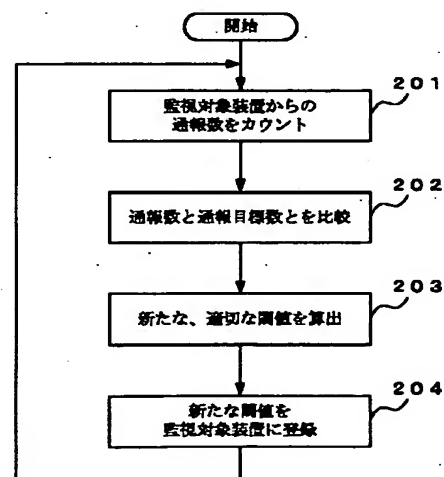 開始
201
監視対象装置からの
通報数をカウント
202
通報数と通報目標数とを比較
203
新たな、適切な閾値を算出
204
新たな閾値を
監視対象装置に登録